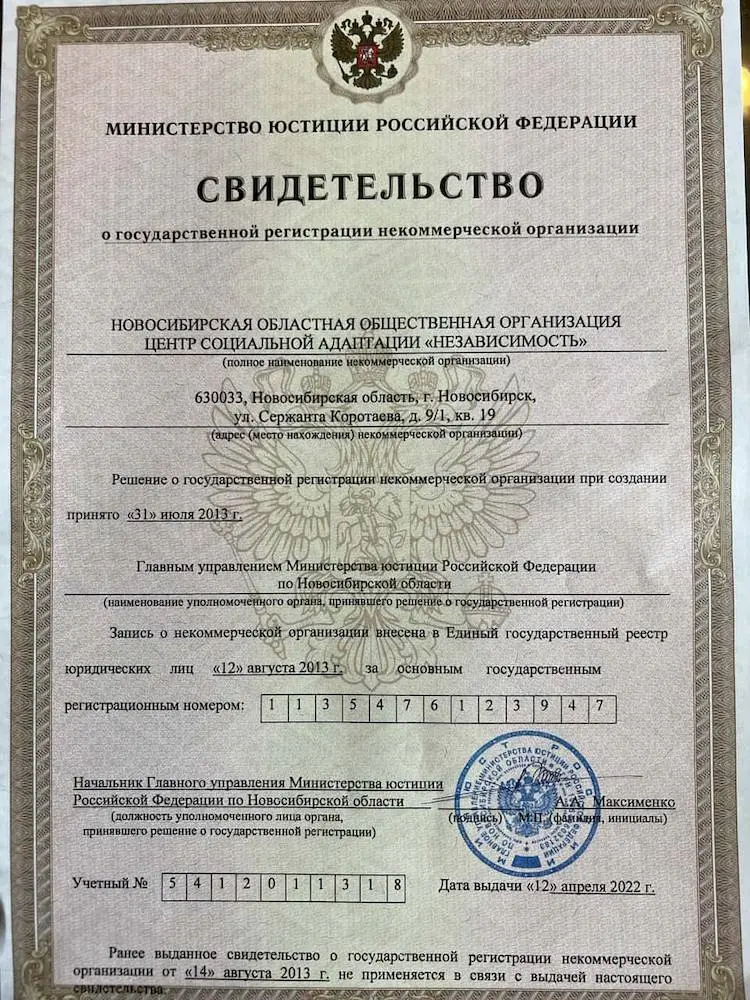 МИНИСТЕРСТВО ЮСТИЦИИ РОССИЙСКОЙ ФЕДЕРАЦИИ
СВИДЕТЕЛЬСТВО
о государственной регистрации некоммерческой организации
НОВОСИБИРСКАЯ ОБЛАСТНАЯ ОБЩЕСТВЕННАЯ ОРГАНИЗАЦИЯ
ЦЕНТР СОЦИАЛЬНОЙ АДАПТАЦИИ «НЕЗАВИСИМОСТЬ»
(полное наименование некоммерческой организации)
630033, Новосибирская область, г. Новосибирск,
ул. Сержанта Коротаева, д. 9/1, кв. 19
(адрес (место нахождения) некоммерческой организации)
Решение о государственной регистрации некоммерческой организации при создании
принято «31» июля 2013 г.
Главным управлением Министерства юстиции Российской Федерации
по Новосибирской области
(наименование уполномоченного органа, принявшего решение о государственной регистрации)
Запись о некоммерческой организации внесена в Единый государственный реестр
юридических лиц «12» августа 2013 г. за основным государственным
регистрационным номером: 1 1 3 5 4 7 6 1 2 3 9 4 7
Начальник Главного управления Министерства юстиции
Российской Федерации по Новосибирской области А.А. Максименко
(должность уполномоченного лица органа, (подпись) М.П. (фамилия, инициалы)
принявшего решение о государственной регистрации)
Учетный № 5 4 1 2 0 1 1 3 1 8 Дата выдачи «12» апреля 2022 г.
Ранее выданное свидетельство о государственной регистрации некоммерческой
организации от «14» августа 2013 г. не применяется в связи с выдачей настоящего
свидетельства.